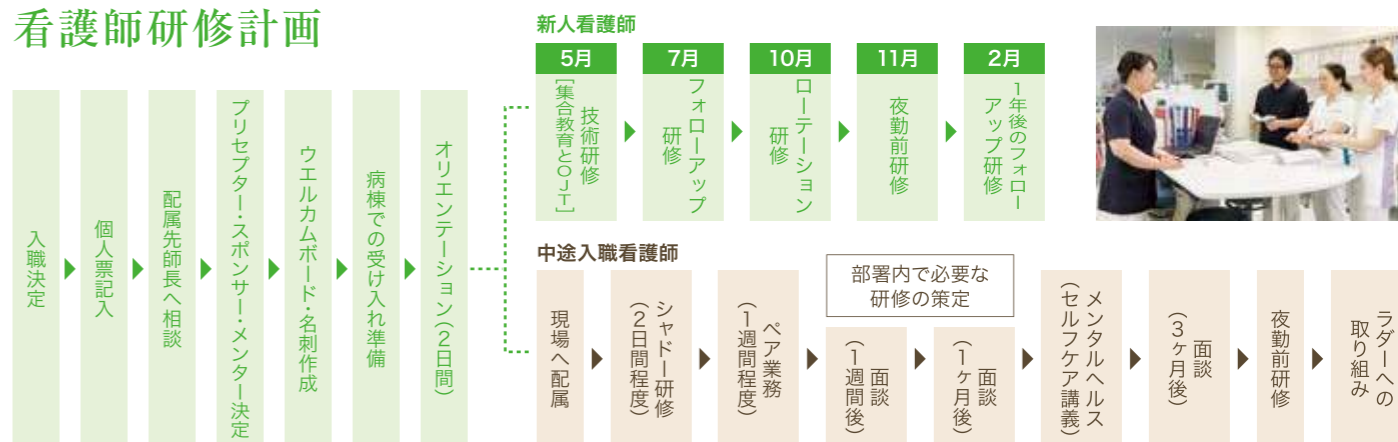 看護師研修計画
入職決定
個人票記入
配属先師長へ相談
プリセプター・スポンサー・メンター決定
ウエルカムボード・名刺作成
病棟での受け入れ準備
オリエンテーション（2日間）
新人看護師
5月
技術研修
［集合教育とOJT］
7月
フォローアップ
研修
10月
ローテーション
研修
11月
夜勤前研修
2月
1年後のフォロー
アップ研修
中途入職看護師
現場へ配属
シャドー研修
（2日間程度）
ペア業務
（1週間程度）
部署内で必要な
研修の策定
面談
（1週間後）
面談
（1ヶ月後）
メンタルヘルス
（セルフケア講義）
面談
（3ヶ月後）
夜勤前研修
ラダーへの
取り組み